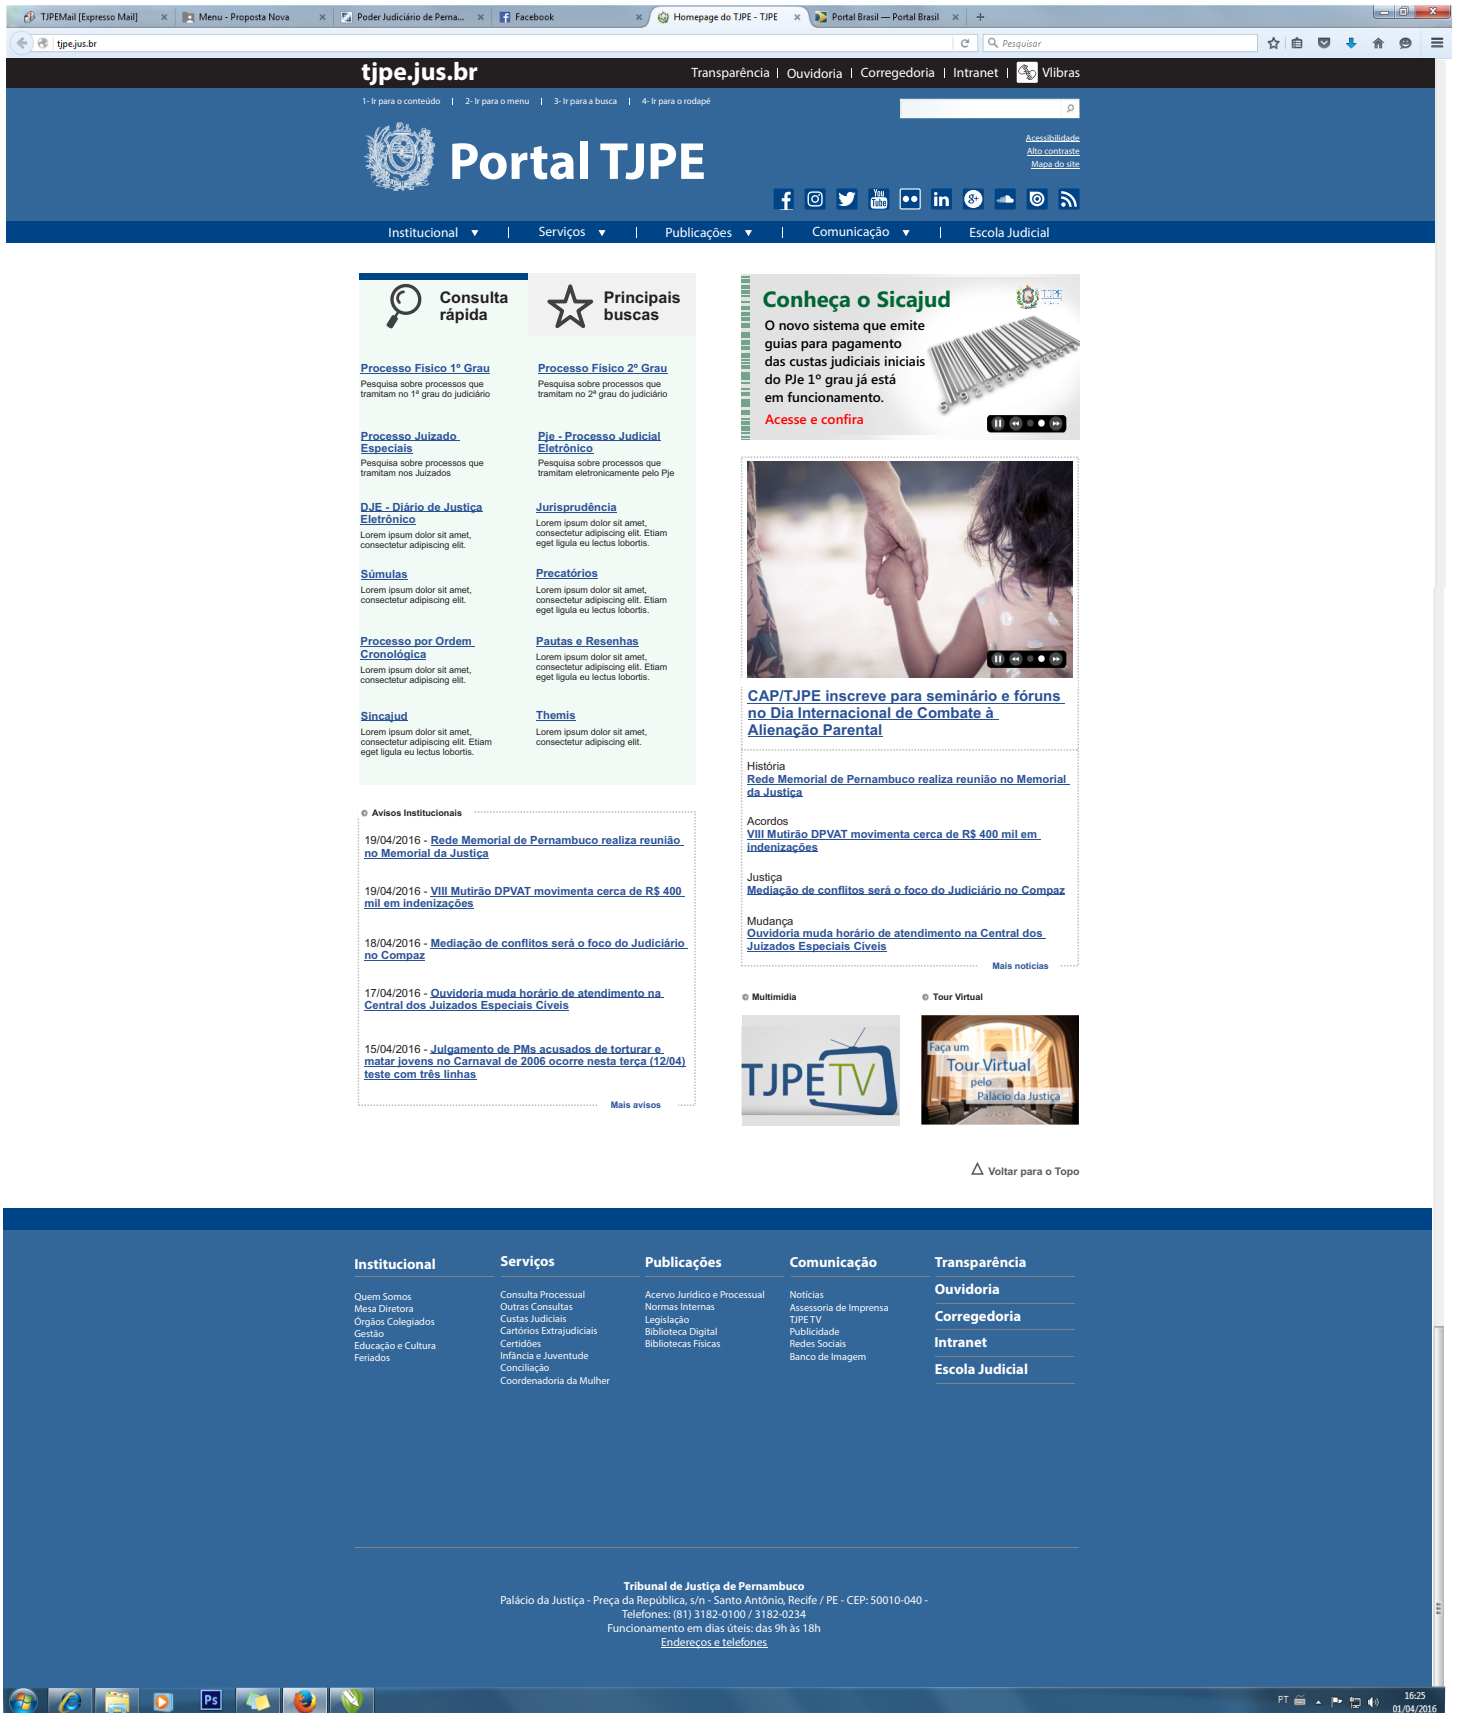 TJPEMail [Expresso Mail]
Menu - Proposta Nova
Poder Judiciário de Perna...
Facebook
Homepage do TJPE - TJPE
Portal Brasil — Portal Brasil
tjpe.jus.br
Pesquisar
tjpe.jus.br
Transparência | Ouvidoria | Corregedoria | Intranet | Vlibras
1- Ir para o conteúdo | 2- Ir para o menu | 3- Ir para a busca | 4- Ir para o rodapé
Portal TJPE
Acessibilidade
Alto contraste
Mapa do site
You
Tube
in
g+
Institucional ▼ | Serviços ▼ | Publicações ▼ | Comunicação ▼ | Escola Judicial
Consulta
rápida
Principais
buscas
Processo Físico 1º Grau
Pesquisa sobre processos que
tramitam no 1ª grau do judiciário
Processo Físico 2º Grau
Pesquisa sobre processos que
tramitam no 2ª grau do judiciário
Processo Juizado
Especiais
Pesquisa sobre processos que
tramitam nos Juizados
Pje - Processo Judicial
Eletrônico
Pesquisa sobre processos que
tramitam eletronicamente pelo Pje
DJE - Diário de Justiça
Eletrônico
Lorem ipsum dolor sit amet,
consectetur adipiscing elit.
Jurisprudência
Lorem ipsum dolor sit amet,
consectetur adipiscing elit. Etiam
eget ligula eu lectus lobortis.
Súmulas
Lorem ipsum dolor sit amet,
consectetur adipiscing elit.
Precatórios
Lorem ipsum dolor sit amet,
consectetur adipiscing elit. Etiam
eget ligula eu lectus lobortis.
Processo por Ordem
Cronológica
Lorem ipsum dolor sit amet,
consectetur adipiscing elit.
Pautas e Resenhas
Lorem ipsum dolor sit amet,
consectetur adipiscing elit. Etiam
eget ligula eu lectus lobortis.
Sincajud
Lorem ipsum dolor sit amet,
consectetur adipiscing elit. Etiam
eget ligula eu lectus lobortis.
Themis
Lorem ipsum dolor sit amet,
consectetur adipiscing elit.
Avisos Institucionais
19/04/2016 - Rede Memorial de Pernambuco realiza reunião
no Memorial da Justiça
19/04/2016 - VIII Mutirão DPVAT movimenta cerca de R$ 400
mil em indenizações
18/04/2016 - Mediação de conflitos será o foco do Judiciário
no Compaz
17/04/2016 - Ouvidoria muda horário de atendimento na
Central dos Juizados Especiais Cíveis
15/04/2016 - Julgamento de PMs acusados de torturar e
matar jovens no Carnaval de 2006 ocorre nesta terça (12/04)
teste com três linhas
Mais avisos
Conheça o Sicajud
TJPE
O novo sistema que emite
guias para pagamento
das custas judiciais iniciais
do PJe 1º grau já está
em funcionamento.
Acesse e confira
CAP/TJPE inscreve para seminário e fóruns
no Dia Internacional de Combate à
Alienação Parental
História
Rede Memorial de Pernambuco realiza reunião no Memorial
da Justiça
Acordos
VIII Mutirão DPVAT movimenta cerca de R$ 400 mil em
indenizações
Justiça
Mediação de conflitos será o foco do Judiciário no Compaz
Mudança
Ouvidoria muda horário de atendimento na Central dos
Juizados Especiais Cíveis
Mais notícias
Multimídia
Tour Virtual
TJPETV
Faça um
Tour Virtual
pelo
Palácio da Justiça
Voltar para o Topo
Institucional
Quem Somos
Mesa Diretora
Órgãos Colegiados
Gestão
Educação e Cultura
Feriados
Serviços
Consulta Processual
Outras Consultas
Custas Judiciais
Cartórios Extrajudiciais
Certidões
Infância e Juventude
Conciliação
Coordenadoria da Mulher
Publicações
Acervo Jurídico e Processual
Normas Internas
Legislação
Biblioteca Digital
Bibliotecas Físicas
Comunicação
Notícias
Assessoria de Imprensa
TJPE TV
Publicidade
Redes Sociais
Banco de Imagem
Transparência
Ouvidoria
Corregedoria
Intranet
Escola Judicial
Tribunal de Justiça de Pernambuco
Palácio da Justiça - Preça da República, s/n - Santo Antônio, Recife / PE - CEP: 50010-040 -
Telefones: (81) 3182-0100 / 3182-0234
Funcionamento em dias úteis: das 9h às 18h
Endereços e telefones
Ps
PT
16:25
01/04/2016